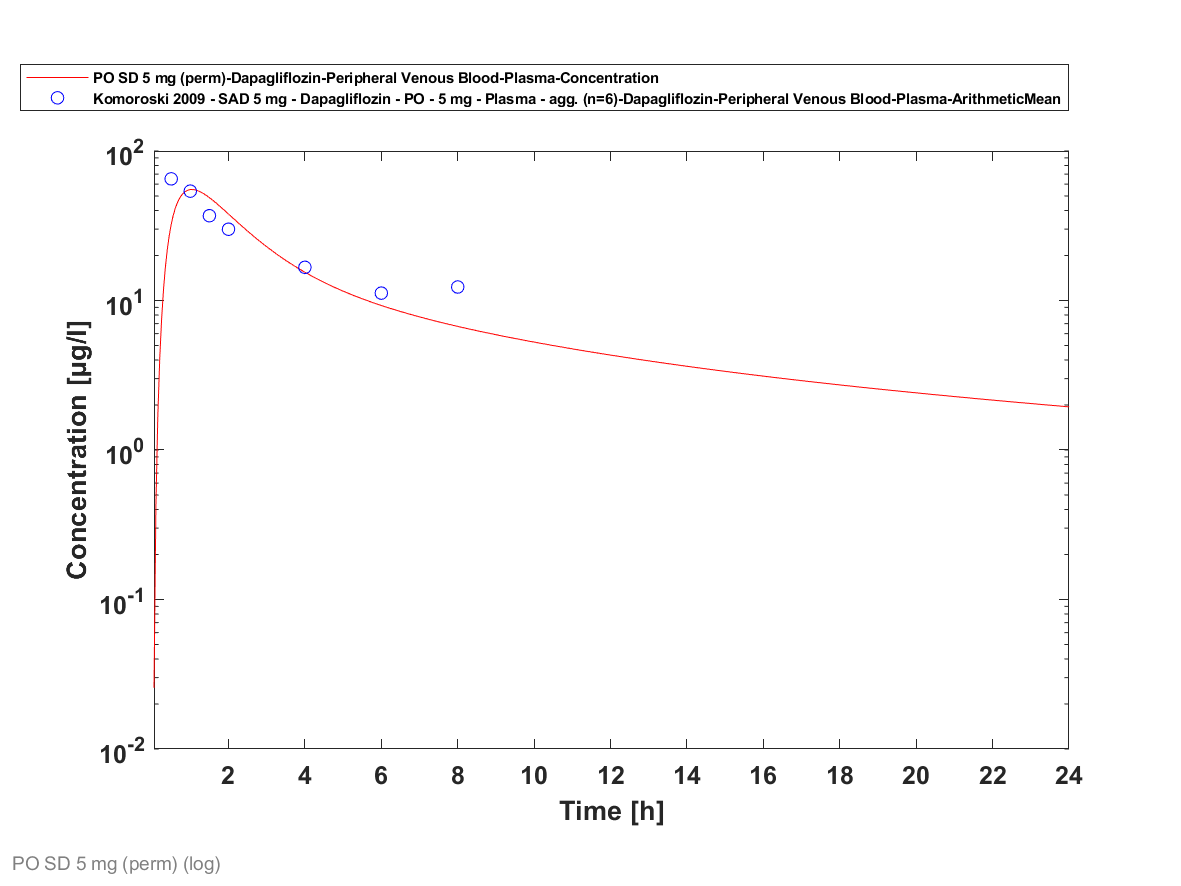 PO SD 5 mg (perm)-Dapagliflozin-Peripheral Venous Blood-Plasma-Concentration
Komoroski 2009 - SAD 5 mg - Dapagliflozin - PO - 5 mg - Plasma - agg. (n=6)-Dapagliflozin-Peripheral Venous Blood-Plasma-ArithmeticMean
10^2
10^1
10^0
10^-1
10^-2
Concentration [µg/l]
2 4 6 8 10 12 14 16 18 20 22 24
Time [h]
PO SD 5 mg (perm) (log)